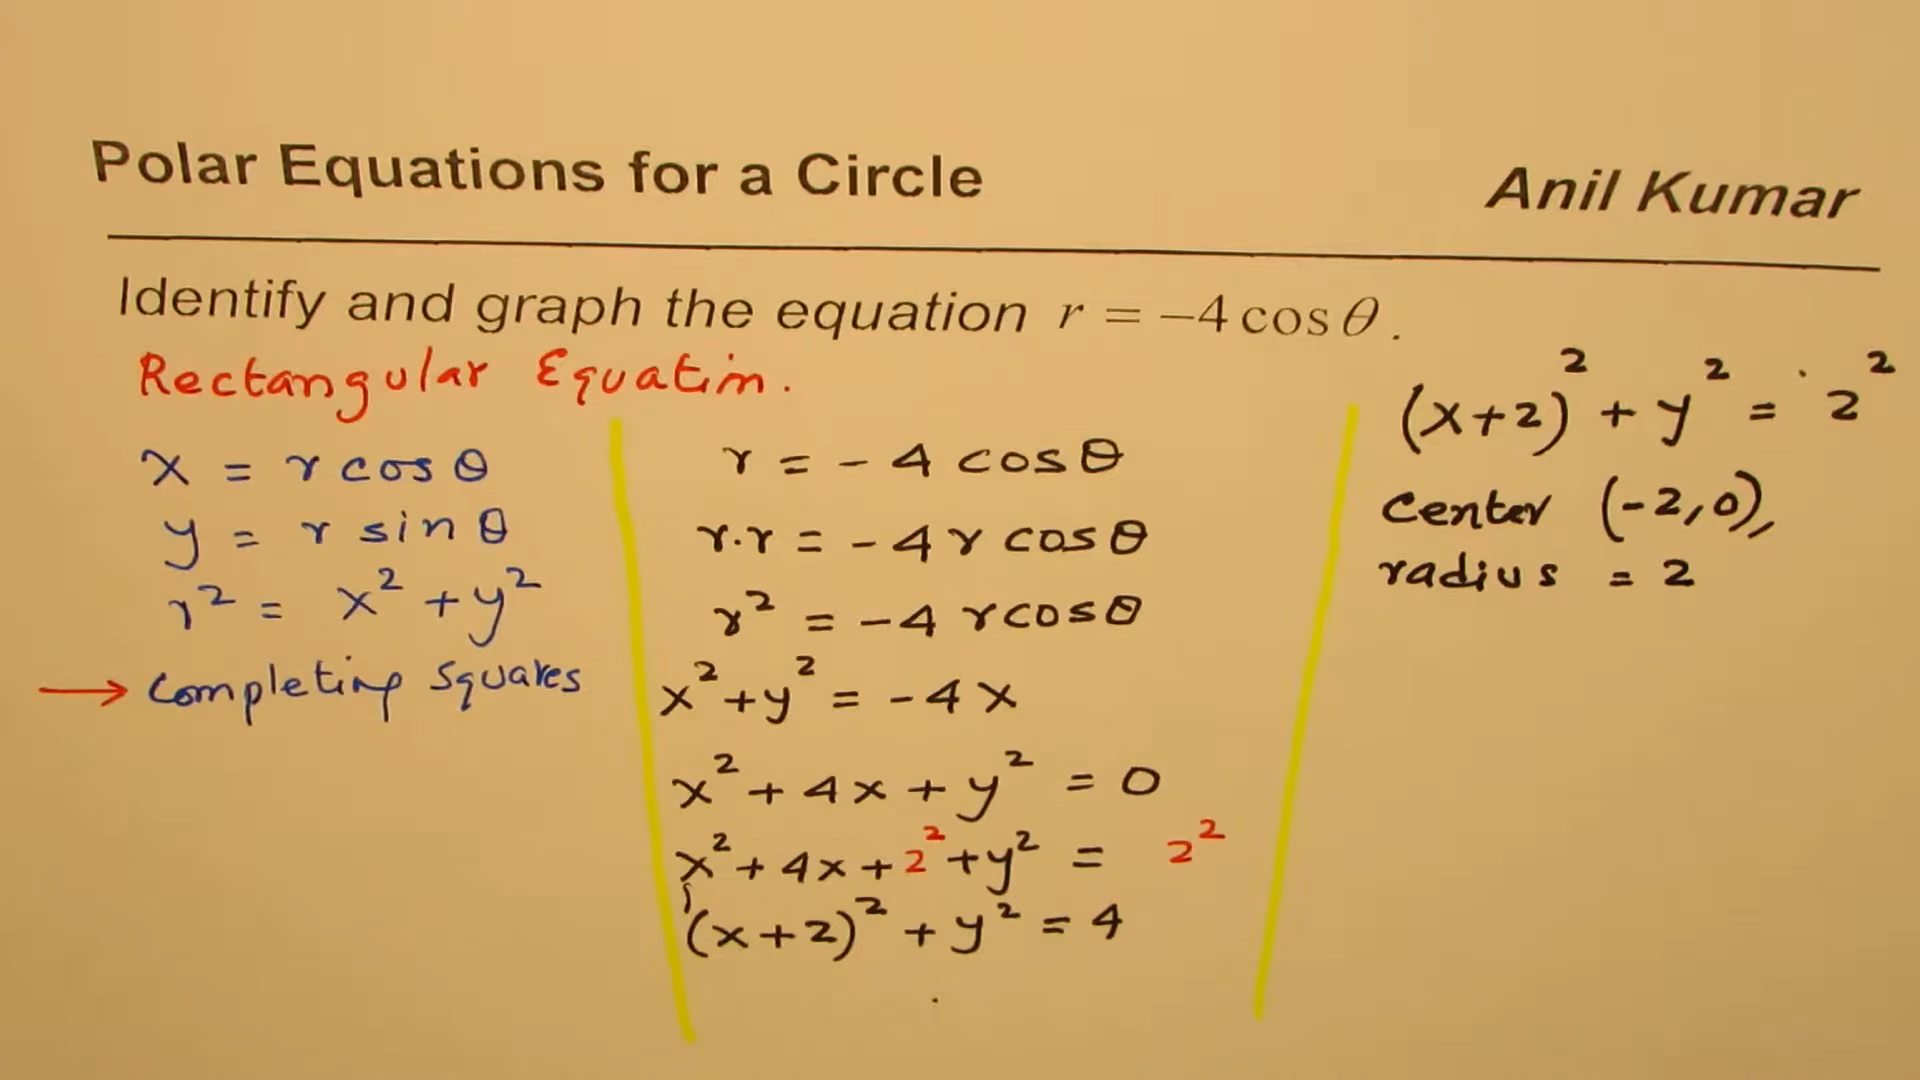 Polar Equations for a Circle
Anil Kumar
Identify and graph the equation r = −4 cos θ.
Rectangular Equatim.
x = r cos θ
y = r sin θ
r² = x² + y²
→ Completing Squares
r = - 4 cos θ
r·r = - 4 r cos θ
r² = - 4 r cos θ
x² + y² = - 4 x
x² + 4x + y² = 0
x² + 4x + 2² + y² = 2²
(x+2)² + y² = 4
(x+2)² + y² = 2²
Center (-2,0),
radius = 2